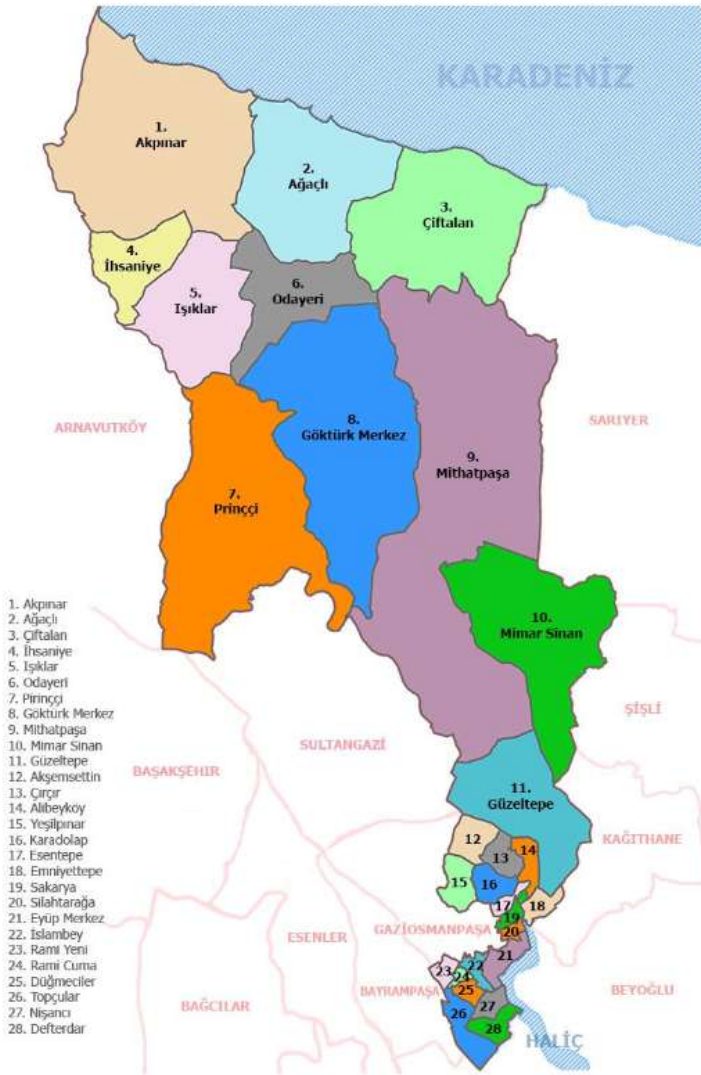 KARADENİZ
1.
Akpınar
2.
Ağaçlı
3.
Çiftalan
4.
İhsaniye
5.
Işıklar
6.
Odayeri
ARNAVUTKÖY
SARIYER
8.
Göktürk Merkez
9.
Mithatpaşa
7.
Prinççi
1. Akpınar
2. Ağaçlı
3. Çiftalan
4. İhsaniye
5. Işıklar
6. Odayeri
7. Pirinççi
8. Göktürk Merkez
9. Mithatpaşa
10. Mimar Sinan
11. Güzeltepe
12. Akşemsettin
13. Çırçır
14. Alibeyköy
15. Yeşilpınar
16. Karadolap
17. Esentepe
18. Emniyettepe
19. Sakarya
20. Silahtarağa
21. Eyüp Merkez
22. İslambey
23. Rami Yeni
24. Rami Cuma
25. Düğmeciler
26. Topçular
27. Nişancı
28. Defterdar
10.
Mimar Sinan
ŞİŞLİ
SULTANGAZİ
BAŞAKŞEHİR
11.
Güzeltepe
KAĞITHANE
12
13
14
15
16
17
18
19
20
GAZİOSMANPAŞA
ESENLER
21
22
23
24
25
26
27
28
BAYRAMPAŞA
BEYOĞLU
BAĞCILAR
HALİÇ